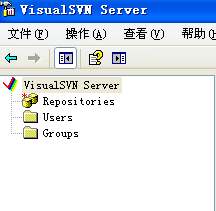 VisualSVN Server
文件(F) 操作(A) 查看(V) 帮助(H
VisualSVN Server
Repositories
Users
Groups